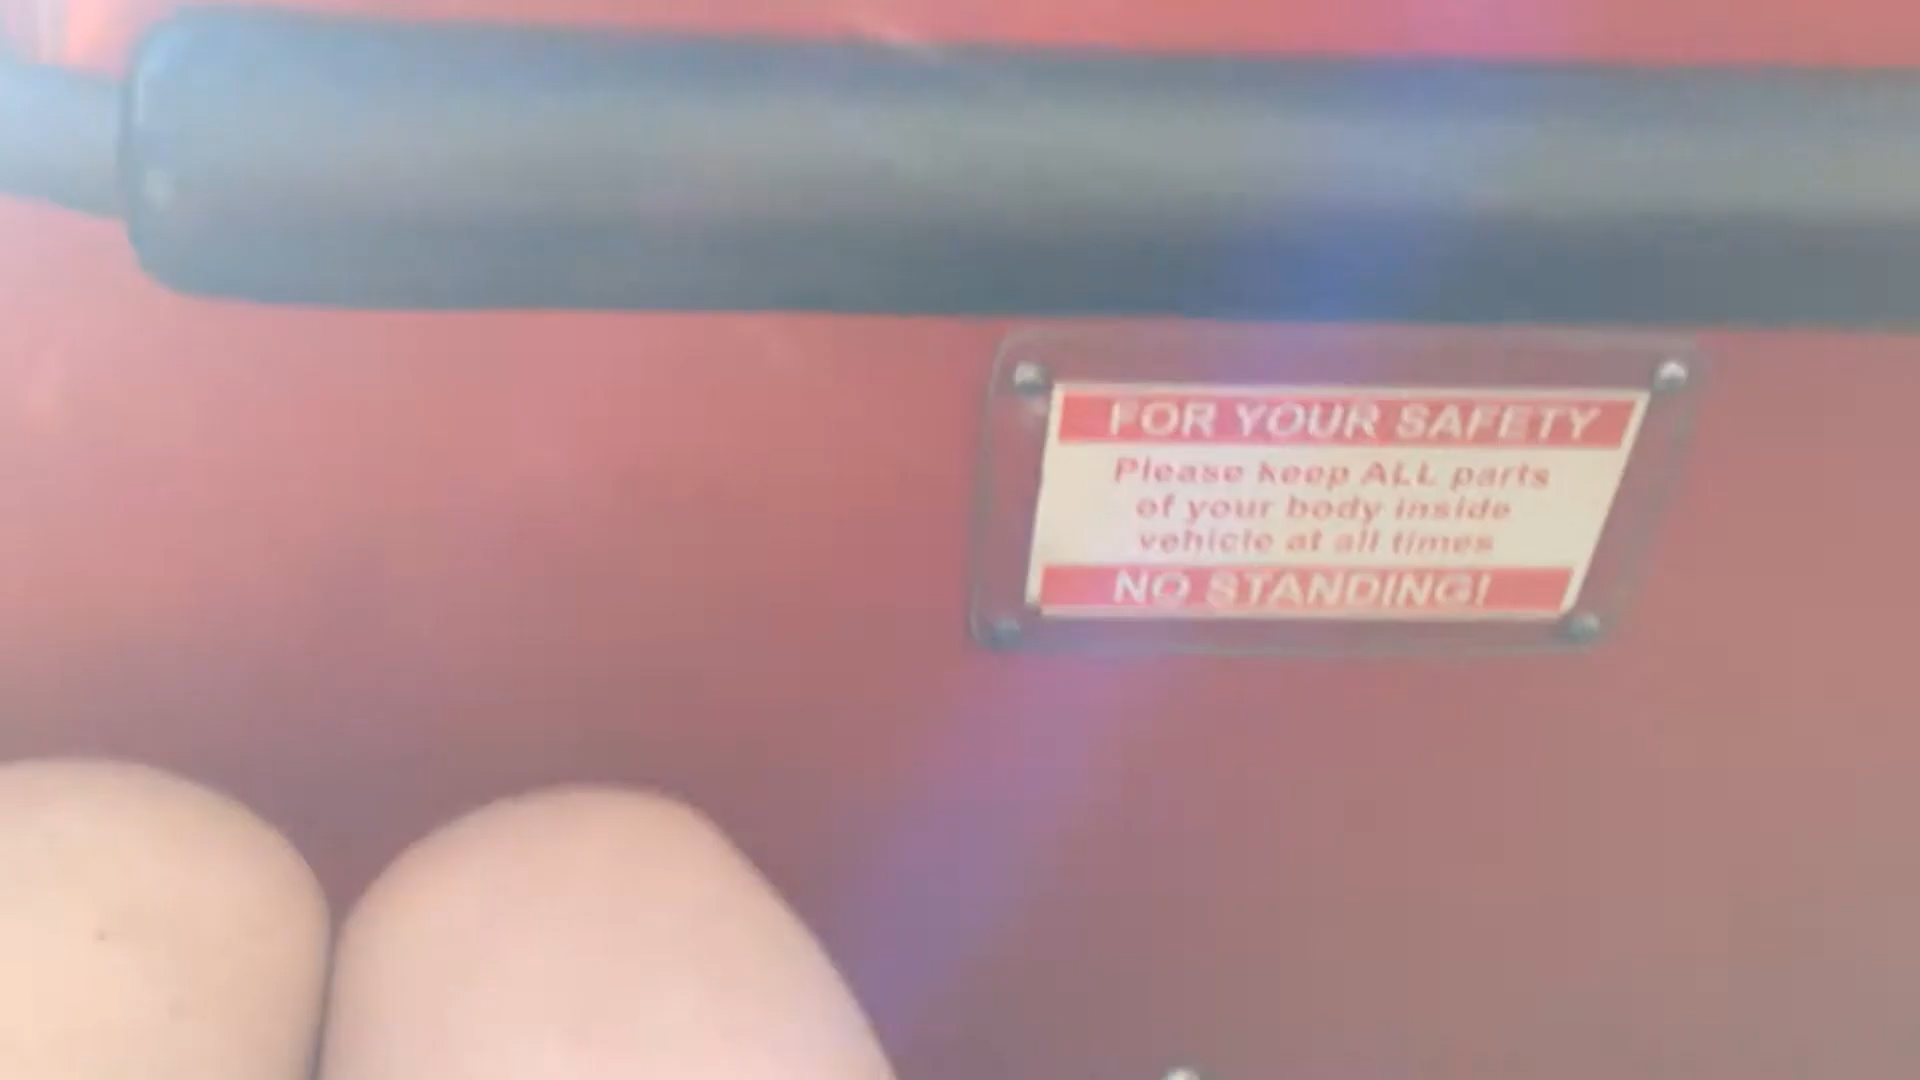 FOR YOUR SAFETY
Please keep ALL parts
of your body inside
vehicle at all times
NO STANDING!